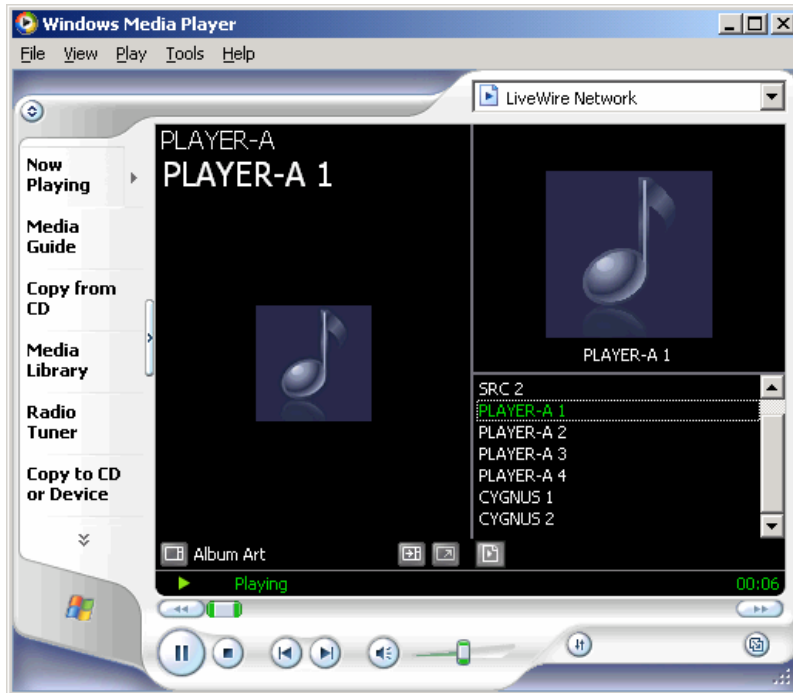 Windows Media Player
File View Play Tools Help
LiveWire Network
Now
Playing
Media
Guide
Copy from
CD
Media
Library
Radio
Tuner
Copy to CD
or Device
PLAYER-A
PLAYER-A 1
PLAYER-A 1
SRC 2
PLAYER-A 1
PLAYER-A 2
PLAYER-A 3
PLAYER-A 4
CYGNUS 1
CYGNUS 2
Album Art
Playing 00:06